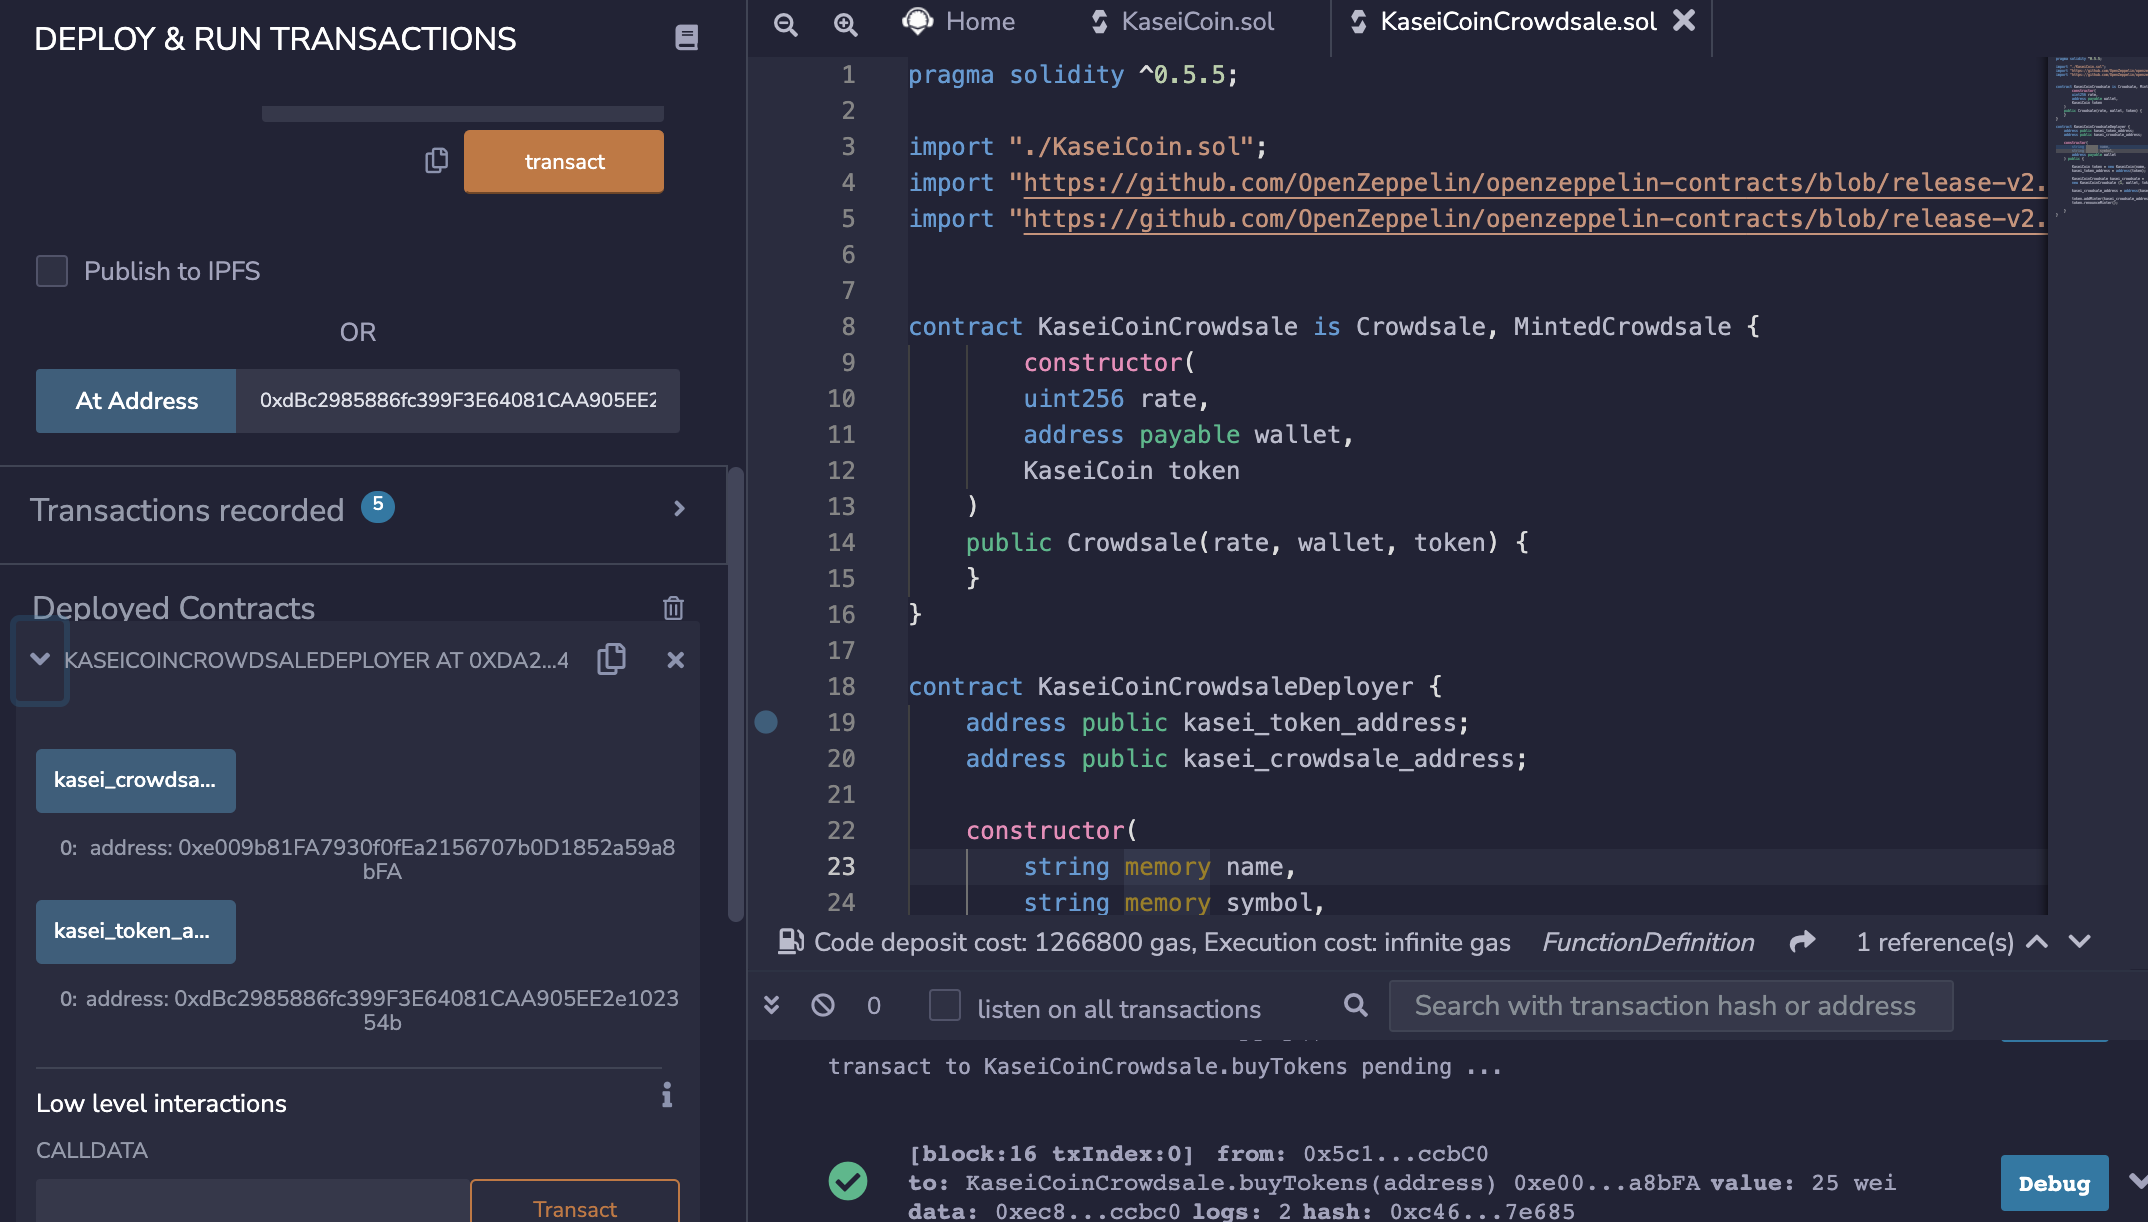 DEPLOY & RUN TRANSACTIONS
transact
Publish to IPFS
OR
At Address
0xdBc2985886fc399F3E64081CAA905EE2
Transactions recorded 5
Deployed Contracts
KASEICOINCROWDSALEDEPLOYER AT 0XDA2...4
kasei_crowdsa...
0: address: 0xe009b81FA7930f0fEa2156707b0D1852a59a8
bFA
kasei_token_a...
0: address: 0xdBc2985886fc399F3E64081CAA905EE2e1023
54b
Low level interactions
i
CALLDATA
Transact
Home
KaseiCoin.sol
KaseiCoinCrowdsale.sol
1 pragma solidity ^0.5.5;
2
3 import "./KaseiCoin.sol";
4 import "https://github.com/OpenZeppelin/openzeppelin-contracts/blob/release-v2.
5 import "https://github.com/OpenZeppelin/openzeppelin-contracts/blob/release-v2.
6
7
8 contract KaseiCoinCrowdsale is Crowdsale, MintedCrowdsale {
9 constructor(
10 uint256 rate,
11 address payable wallet,
12 KaseiCoin token
13 )
14 public Crowdsale(rate, wallet, token) {
15 }
16 }
17
18 contract KaseiCoinCrowdsaleDeployer {
19 address public kasei_token_address;
20 address public kasei_crowdsale_address;
21
22 constructor(
23 string memory name,
24 string memory symbol,
Code deposit cost: 1266800 gas, Execution cost: infinite gas FunctionDefinition 1 reference(s)
0 listen on all transactions Search with transaction hash or address
transact to KaseiCoinCrowdsale.buyTokens pending ...
[block:16 txIndex:0] from: 0x5c1...ccbC0
to: KaseiCoinCrowdsale.buyTokens(address) 0xe00...a8bFA value: 25 wei
data: 0xec8...ccbc0 logs: 2 hash: 0xc46...7e685
Debug